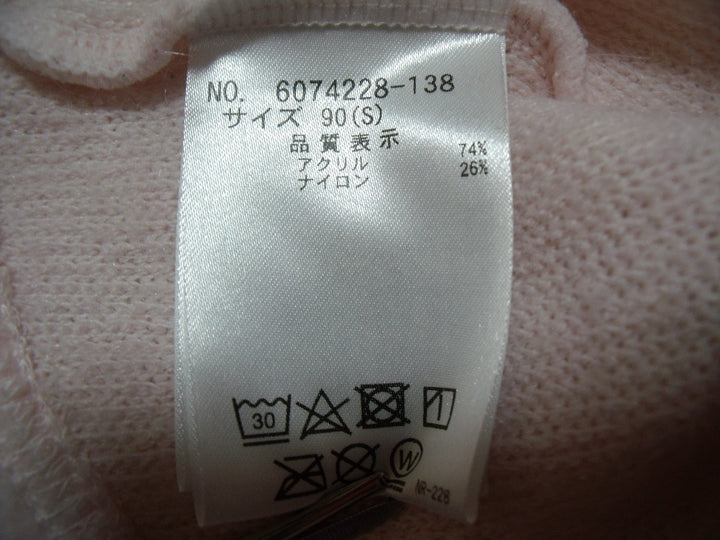 NO. 6074228-138
サイズ 90(S)
品質表示
アクリル 74%
ナイロン 26%
30
1
W
NR-228